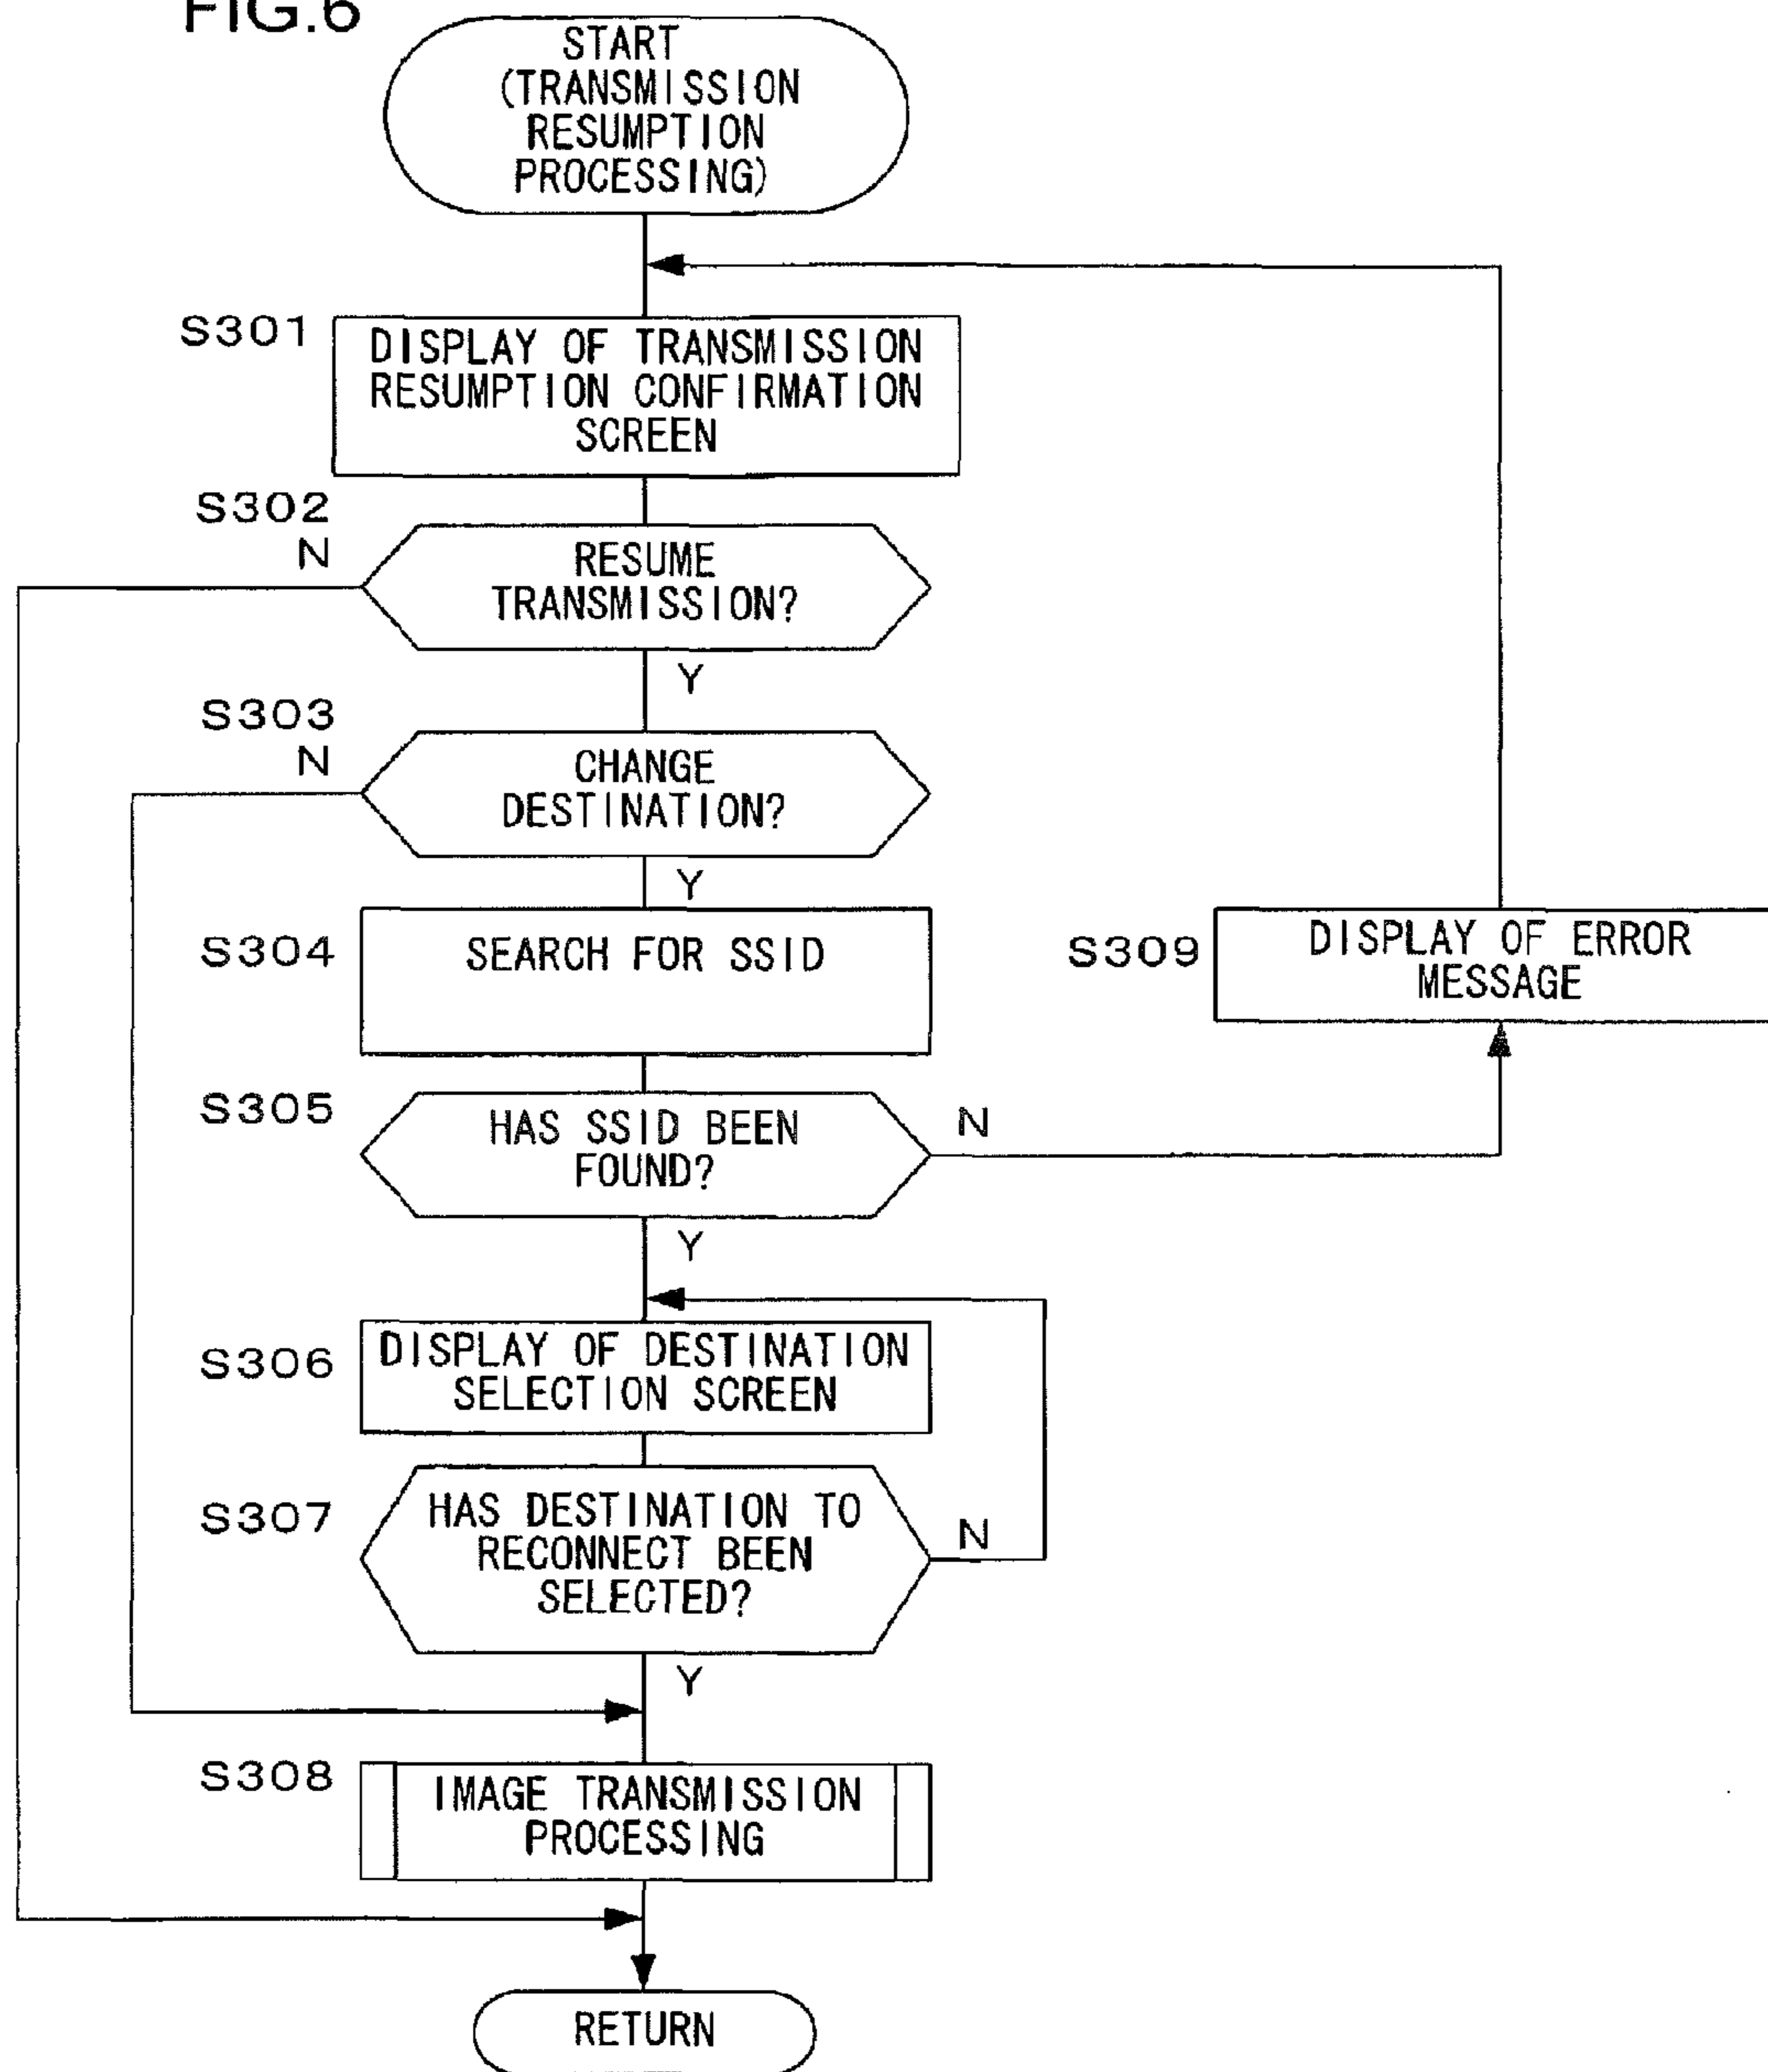 FIG.6
START
(TRANSMISSION
RESUMPTION
PROCESSING)
S301
DISPLAY OF TRANSMISSION
RESUMPTION CONFIRMATION
SCREEN
S302
N
RESUME
TRANSMISSION?
Y
S303
N
CHANGE
DESTINATION?
Y
S304
SEARCH FOR SSID
S309
DISPLAY OF ERROR
MESSAGE
S305
HAS SSID BEEN
FOUND?
N
Y
S306
DISPLAY OF DESTINATION
SELECTION SCREEN
S307
HAS DESTINATION TO
RECONNECT BEEN
SELECTED?
N
Y
S308
IMAGE TRANSMISSION
PROCESSING
RETURN